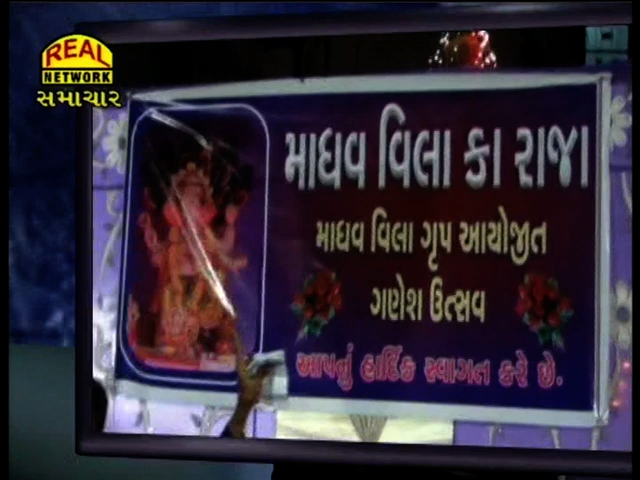 REAL
NETWORK
સમાચાર
માધવ વિલા કા રાજા
માધવ વિલા ગૃપ આયોજીત
ગણેશ ઉત્સવ
આપનું હાર્દિક સ્વાગત કરે છે.